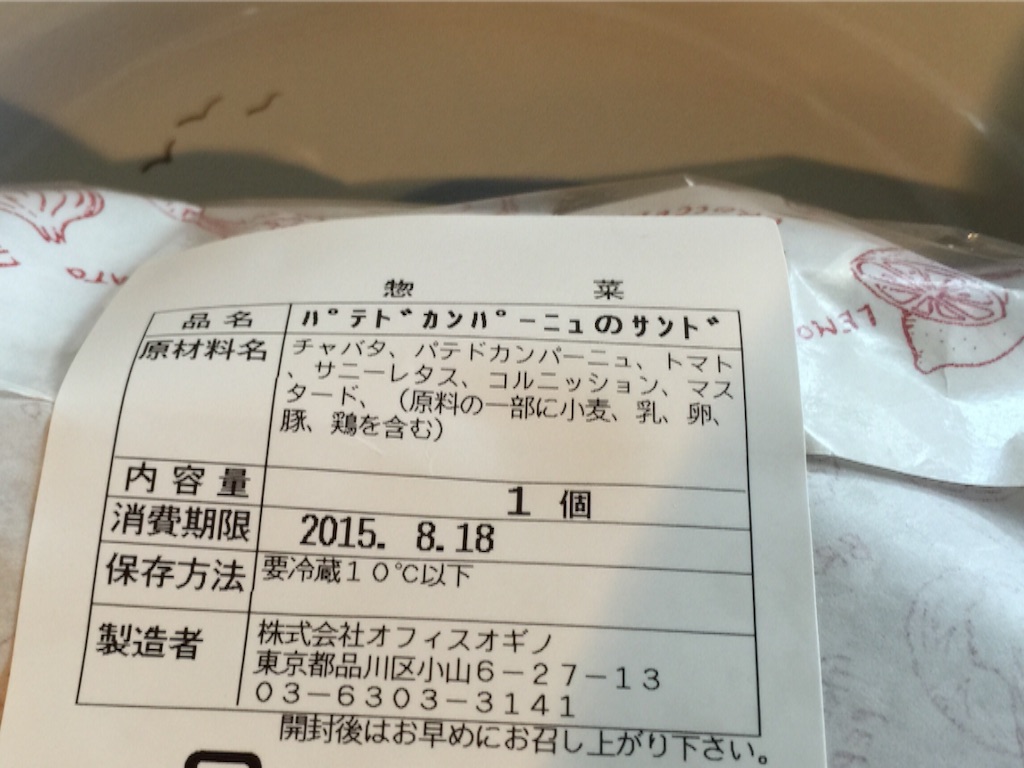 惣 菜
品名 ﾊﾟﾃﾄﾞｶﾝﾊﾟｰﾆｭのｻﾝﾄﾞ
原材料名 チャバタ、パテドカンパーニュ、トマト
、サニーレタス、コルニッション、マス
タード、（原料の一部に小麦、乳、卵、
豚、鶏を含む）
内容量 1個
消費期限 2015. 8.18
保存方法 要冷蔵１０℃以下
製造者 株式会社オフィスオギノ
東京都品川区小山６－２７－１３
０３－６３０３－３１４１
開封後はお早めにお召し上がり下さい。
LEMO
ATO